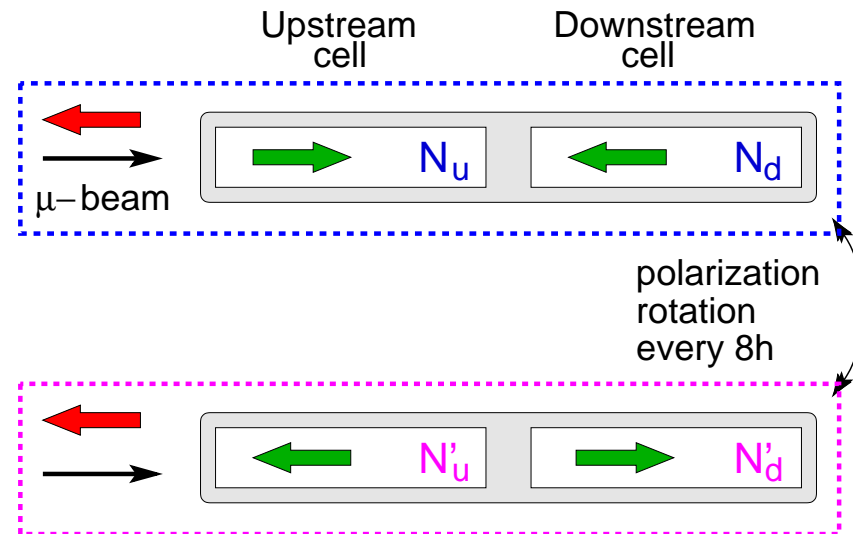 Upstream cell
Downstream cell
N_u
N_d
μ−beam
polarization
rotation
every 8h
N'_u
N'_d